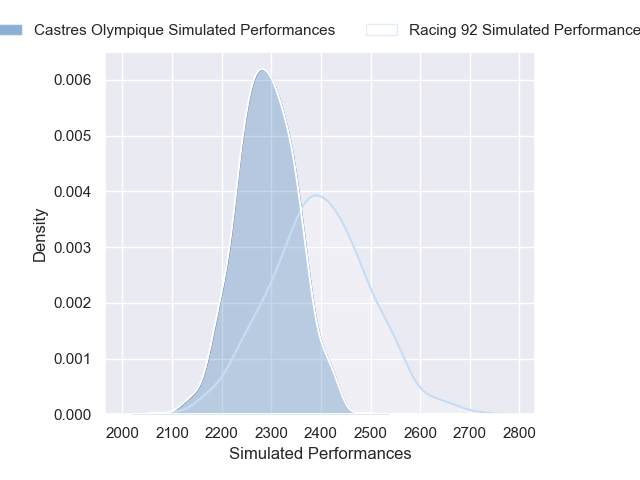 Castres Olympique Simulated Performances
Racing 92 Simulated Performance
0.006
0.005
0.004
0.003
0.002
0.001
0.000
Density
2000 2100 2200 2300 2400 2500 2600 2700 2800
Simulated Performances